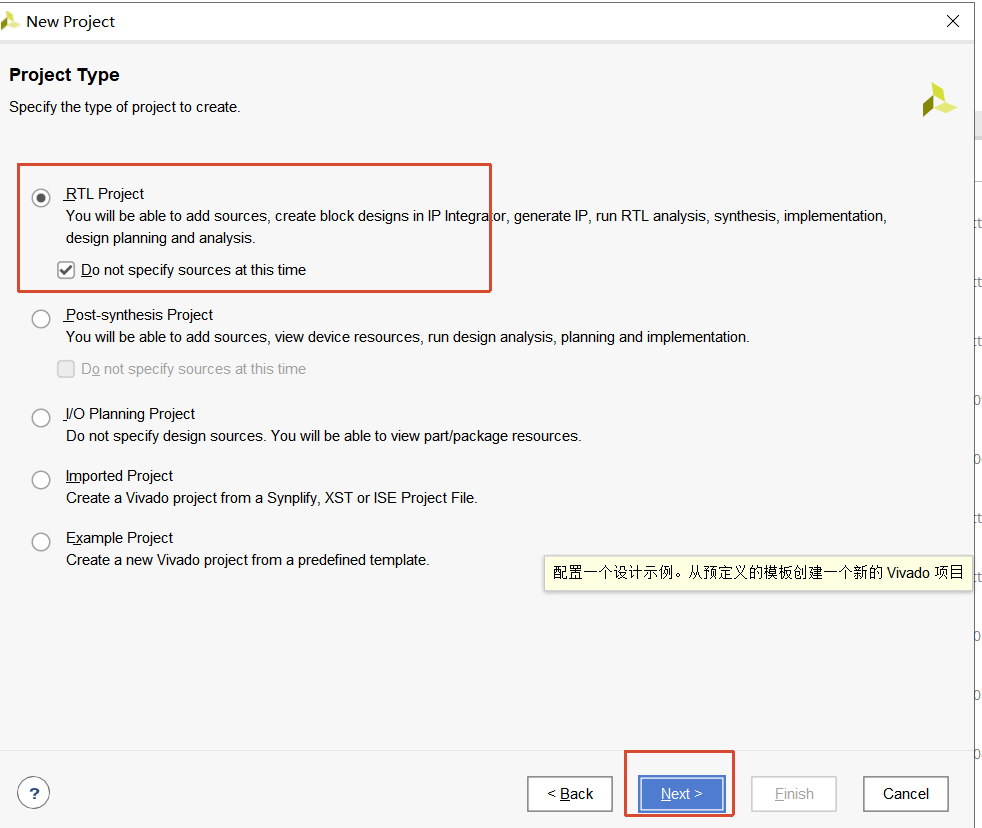 New Project
Project Type
Specify the type of project to create.
RTL Project
You will be able to add sources, create block designs in IP Integrator, generate IP, run RTL analysis, synthesis, implementation,
design planning and analysis.
Do not specify sources at this time
Post-synthesis Project
You will be able to add sources, view device resources, run design analysis, planning and implementation.
Do not specify sources at this time
I/O Planning Project
Do not specify design sources. You will be able to view part/package resources.
Imported Project
Create a Vivado project from a Synplify, XST or ISE Project File.
Example Project
Create a new Vivado project from a predefined template.
配置一个设计示例。从预定义的模板创建一个新的 Vivado 项目
?
< Back
Next >
Finish
Cancel